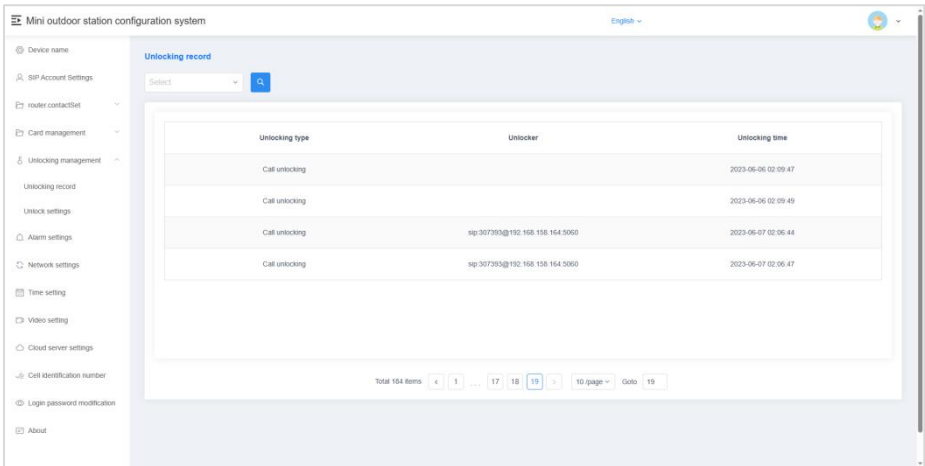 Mini outdoor station configuration system
English
Device name
SIP Account Settings
router.contactSet
Card management
Unlocking management
Unlocking record
Unlock settings
Alarm settings
Network settings
Time setting
Video setting
Cloud server settings
Cell identification number
Login password modification
About
Unlocking record
Select
Unlocking type Unlocker Unlocking time
Call unlocking 2023-06-06 02:09:47
Call unlocking 2023-06-06 02:09:49
Call unlocking sip:307393@192.168.158.164:5060 2023-06-07 02:06:44
Call unlocking sip:307393@192.168.158.164:5060 2023-06-07 02:06:47
Total 184 items < 1 ... 17 18 19 > 10 /page Goto 19